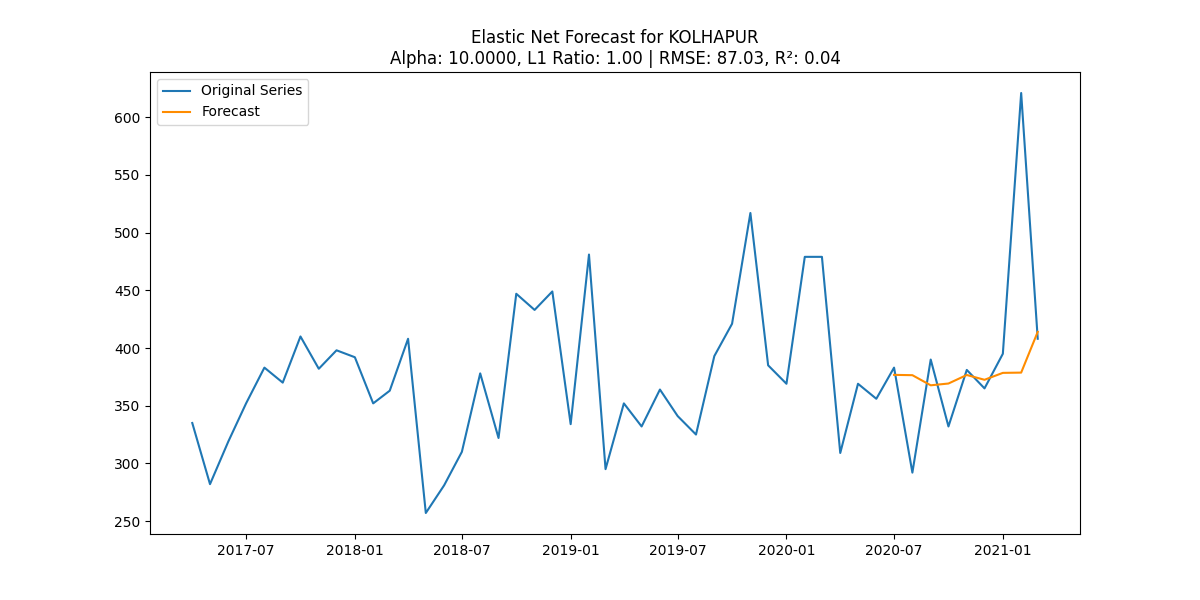 Elastic Net Forecast for KOLHAPUR
Alpha: 10.0000, L1 Ratio: 1.00 | RMSE: 87.03, R²: 0.04
Original Series
Forecast
600
550
500
450
400
350
300
250
2017-07 2018-01 2018-07 2019-01 2019-07 2020-01 2020-07 2021-01